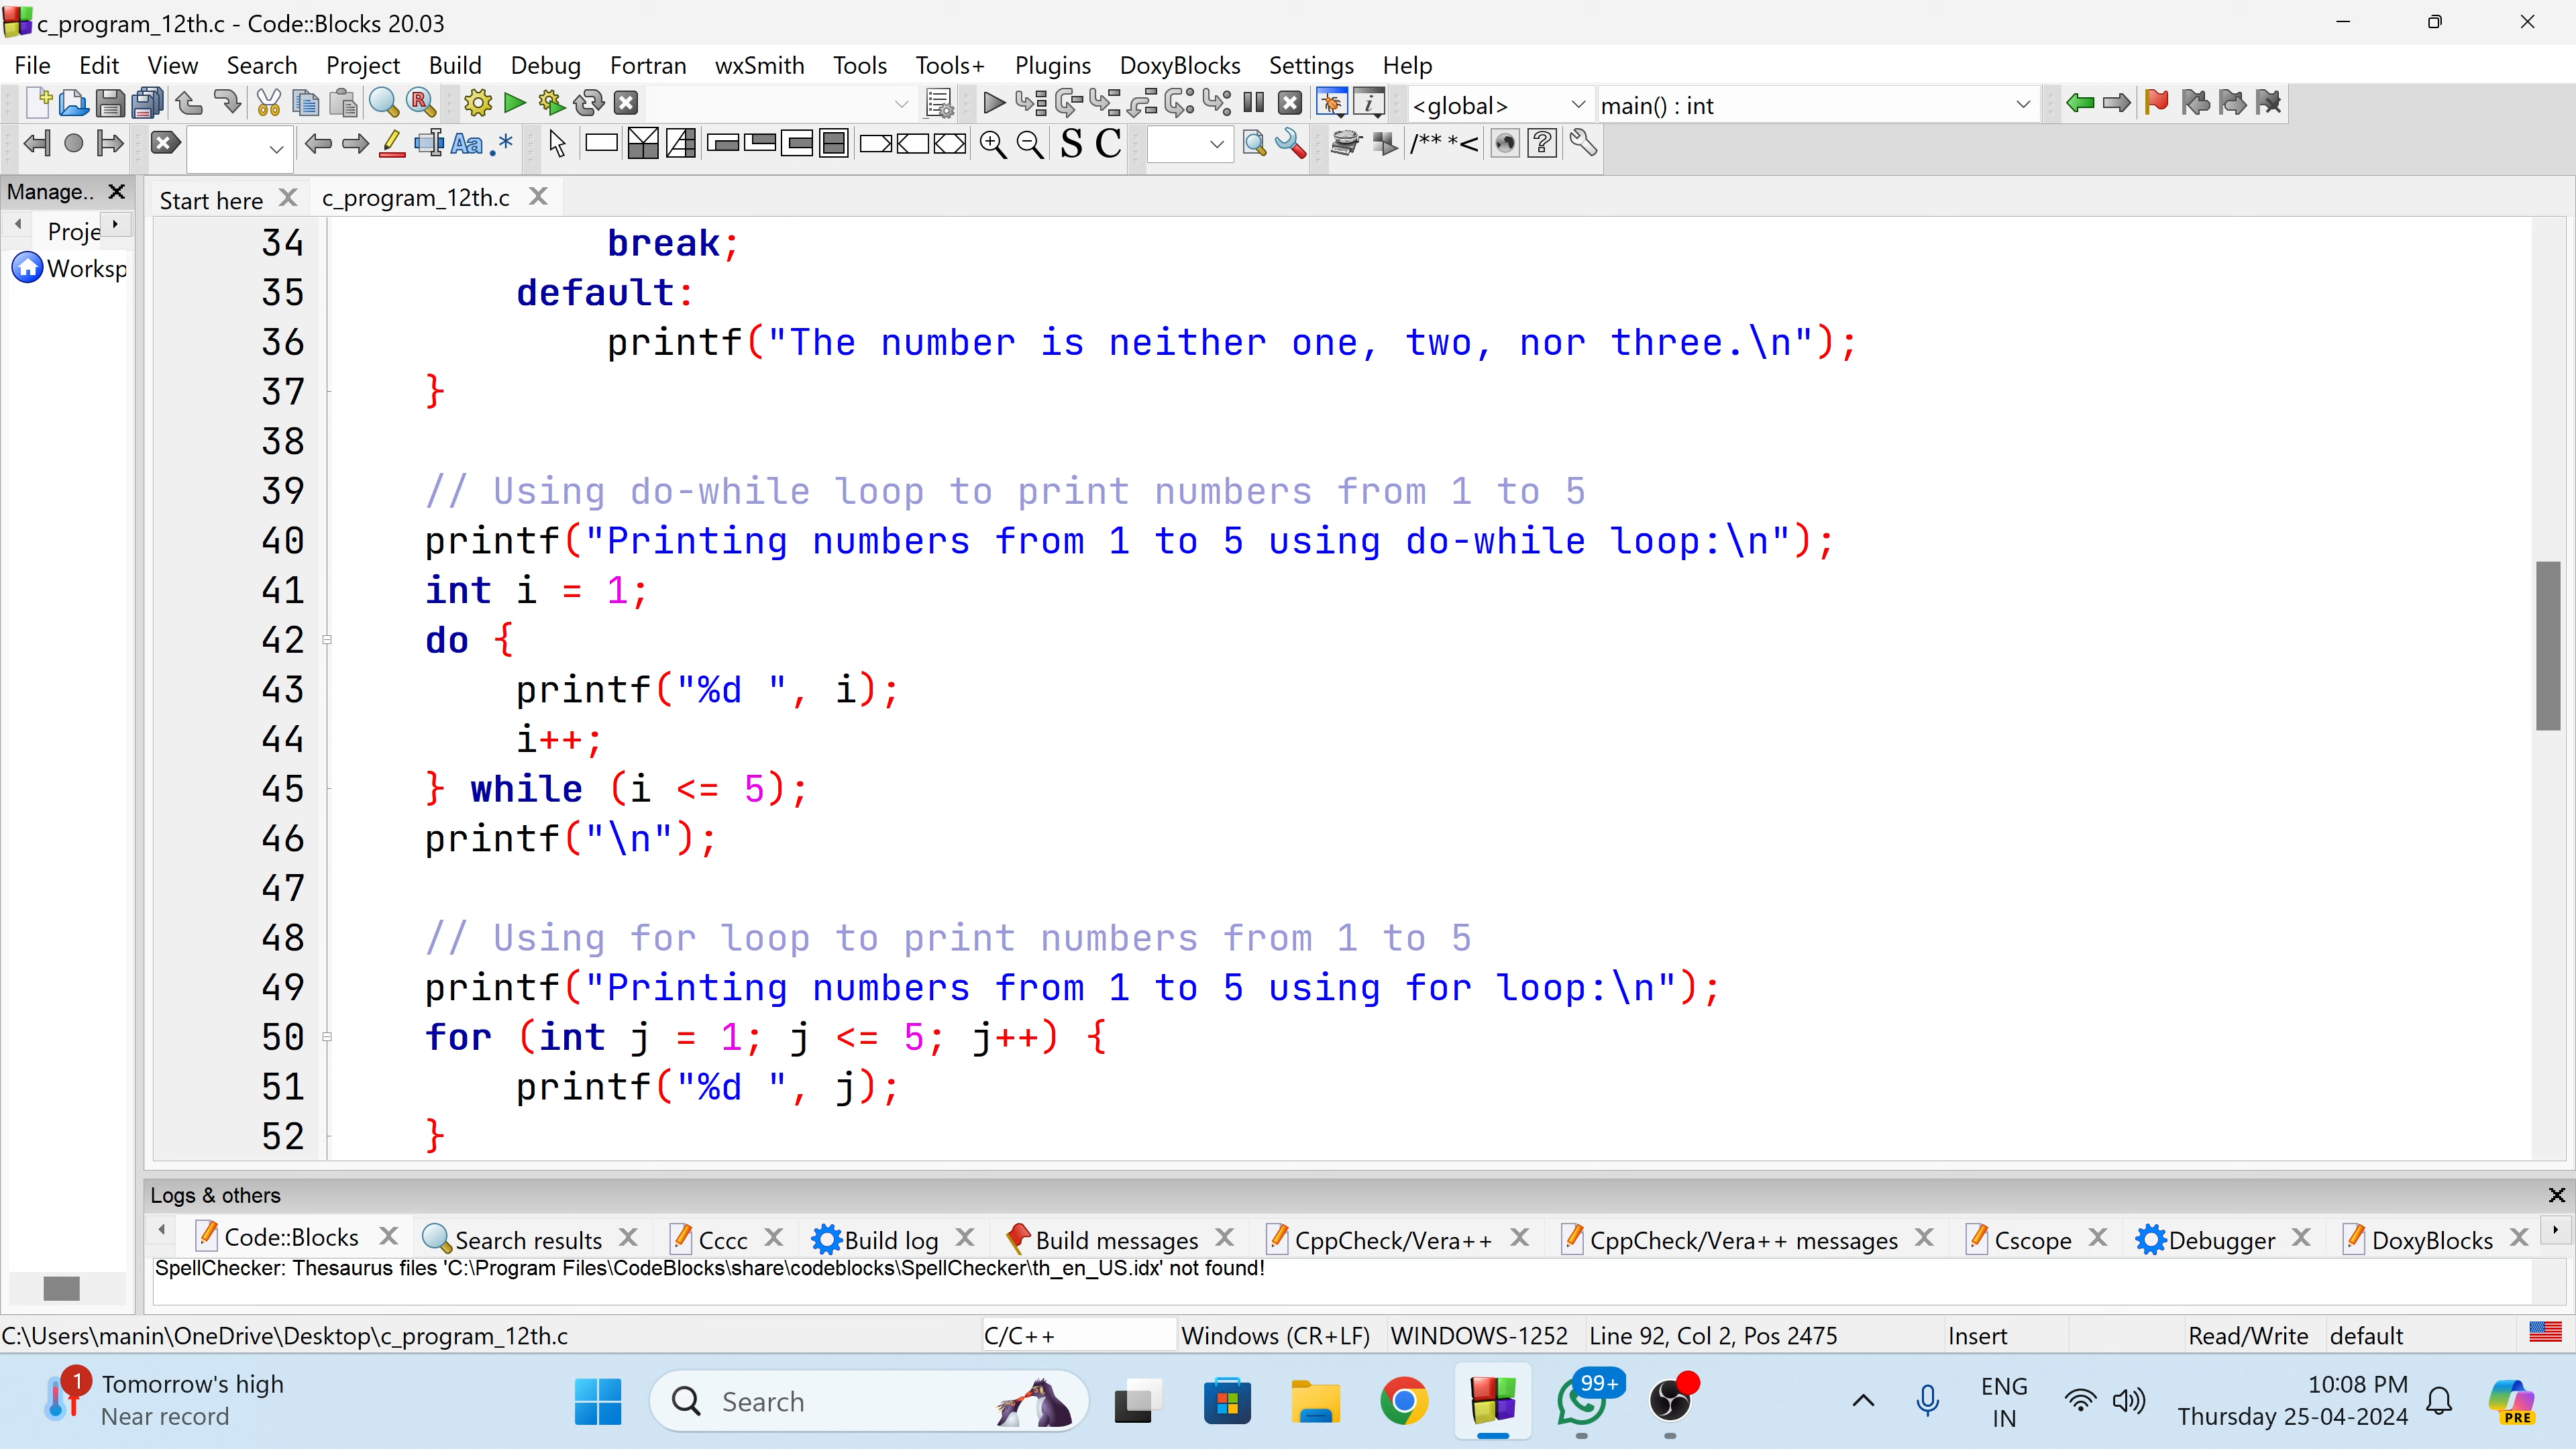 c_program_12th.c - Code::Blocks 20.03
File Edit View Search Project Build Debug Fortran wxSmith Tools Tools+ Plugins DoxyBlocks Settings Help
<global> main() : int
Aa .* S C /** *<
Manage.. Start here c_program_12th.c
Proje
Worksp
34 break;
35 default:
36 printf("The number is neither one, two, nor three.\n");
37 }
38
39 // Using do-while loop to print numbers from 1 to 5
40 printf("Printing numbers from 1 to 5 using do-while loop:\n");
41 int i = 1;
42 do {
43 printf("%d ", i);
44 i++;
45 } while (i <= 5);
46 printf("\n");
47
48 // Using for loop to print numbers from 1 to 5
49 printf("Printing numbers from 1 to 5 using for loop:\n");
50 for (int j = 1; j <= 5; j++) {
51 printf("%d ", j);
52 }
Logs & others
Code::Blocks Search results Cccc Build log Build messages CppCheck/Vera++ CppCheck/Vera++ messages Cscope Debugger DoxyBlocks
SpellChecker: Thesaurus files 'C:\Program Files\CodeBlocks\share\codeblocks\SpellChecker\th_en_US.idx' not found!
C:\Users\manin\OneDrive\Desktop\c_program_12th.c C/C++ Windows (CR+LF) WINDOWS-1252 Line 92, Col 2, Pos 2475 Insert Read/Write default
1 Tomorrow's high
Near record
Search
99+
ENG
IN
10:08 PM
Thursday 25-04-2024
PRE